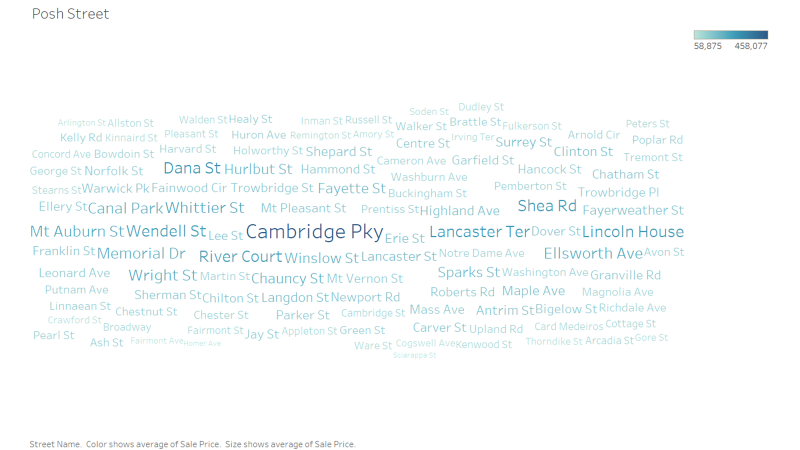 Posh Street
58,875 458,077
Dudley St
Soden St
Arlington St Allston St Walden St Healy St Inman St Russell St Walker St Brattle St Fulkerson St Peters St
Kelly Rd Kinnaird St Pleasant St Huron Ave Remington St Amory St Centre St Irving Ter Surrey St Arnold Cir Poplar Rd
Concord Ave Bowdoin St Harvard St Holworthy St Shepard St Cameron Ave Garfield St Clinton St Tremont St
George St Norfolk St Dana St Hurlbut St Hammond St Washburn Ave Hancock St Chatham St
Stearns St Warwick Pk Fainwood Cir Trowbridge St Fayette St Buckingham St Pemberton St Trowbridge Pl
Ellery St Canal Park Whittier St Mt Pleasant St Prentiss St Highland Ave Shea Rd Fayerweather St
Mt Auburn St Wendell St Lee St Cambridge Pky Erie St Lancaster Ter Dover St Lincoln House
Franklin St Memorial Dr River Court Winslow St Lancaster St Notre Dame Ave Ellsworth Ave Avon St
Leonard Ave Wright St Martin St Chauncy St Mt Vernon St Sparks St Washington Ave Granville Rd
Putnam Ave Sherman St Chilton St Langdon St Newport Rd Roberts Rd Maple Ave Magnolia Ave
Linnaean St Chestnut St Chester St Parker St Cambridge St Mass Ave Antrim St Bigelow St Richdale Ave
Crawford St Broadway Fairmont St Jay St Appleton St Green St Carver St Upland Rd Card Medeiros Cottage St
Pearl St Ash St Fairmont Ave Homer Ave Ware St Cogswell Ave Kenwood St Thorndike St Arcadia St Gore St
Sciarappa St
Street Name. Color shows average of Sale Price. Size shows average of Sale Price.